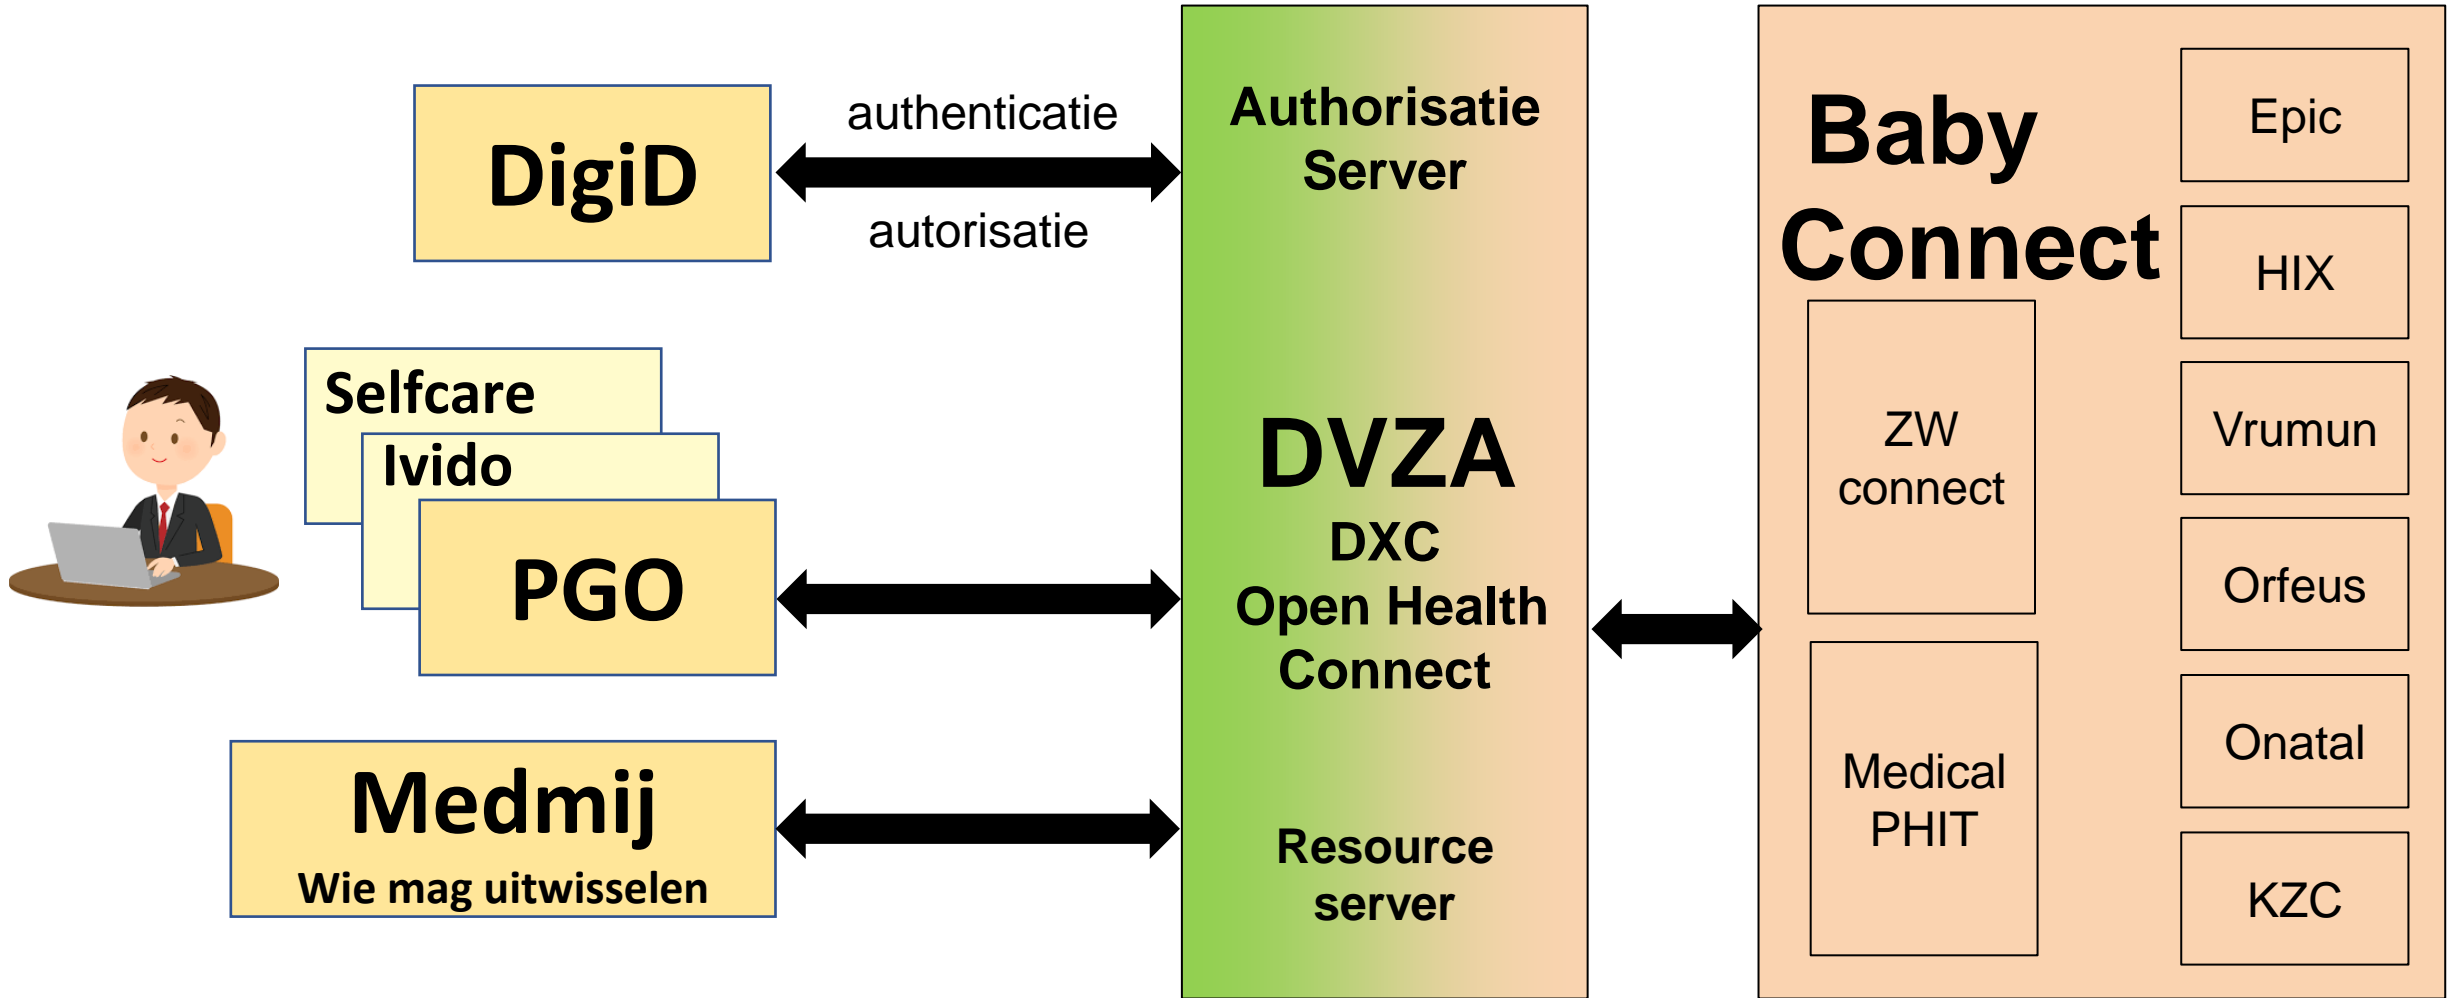 DigiD
authenticatie
autorisatie
Selfcare
Ivido
PGO
Medmij
Wie mag uitwisselen
Authorisatie
Server
DVZA
DXC
Open Health
Connect
Resource
server
Baby
Connect
ZW
connect
Medical
PHIT
Epic
HIX
Vrumun
Orfeus
Onatal
KZC